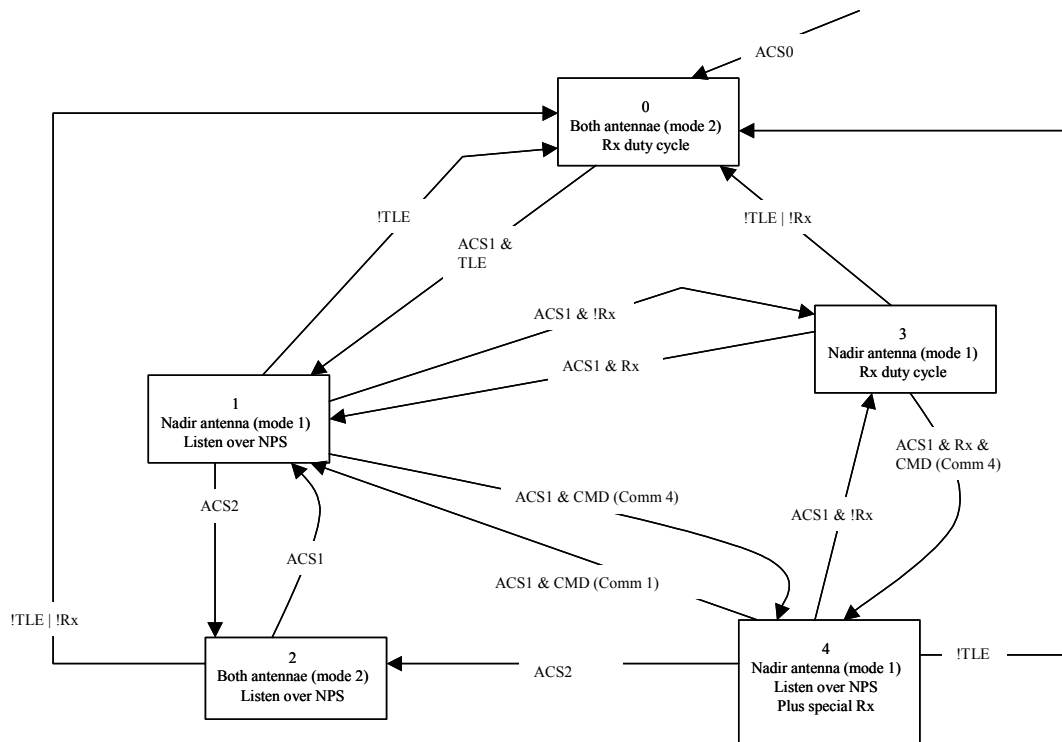 ACS0
0
Both antennae (mode 2)
Rx duty cycle
!TLE
ACS1 &
TLE
!TLE | !Rx
ACS1 & !Rx
ACS1 & Rx
3
Nadir antenna (mode 1)
Rx duty cycle
1
Nadir antenna (mode 1)
Listen over NPS
ACS1 & Rx &
CMD (Comm 4)
ACS2
ACS1 & CMD (Comm 4)
ACS1 & !Rx
ACS1
ACS1 & CMD (Comm 1)
!TLE | !Rx
2
Both antennae (mode 2)
Listen over NPS
ACS2
4
Nadir antenna (mode 1)
Listen over NPS
Plus special Rx
!TLE